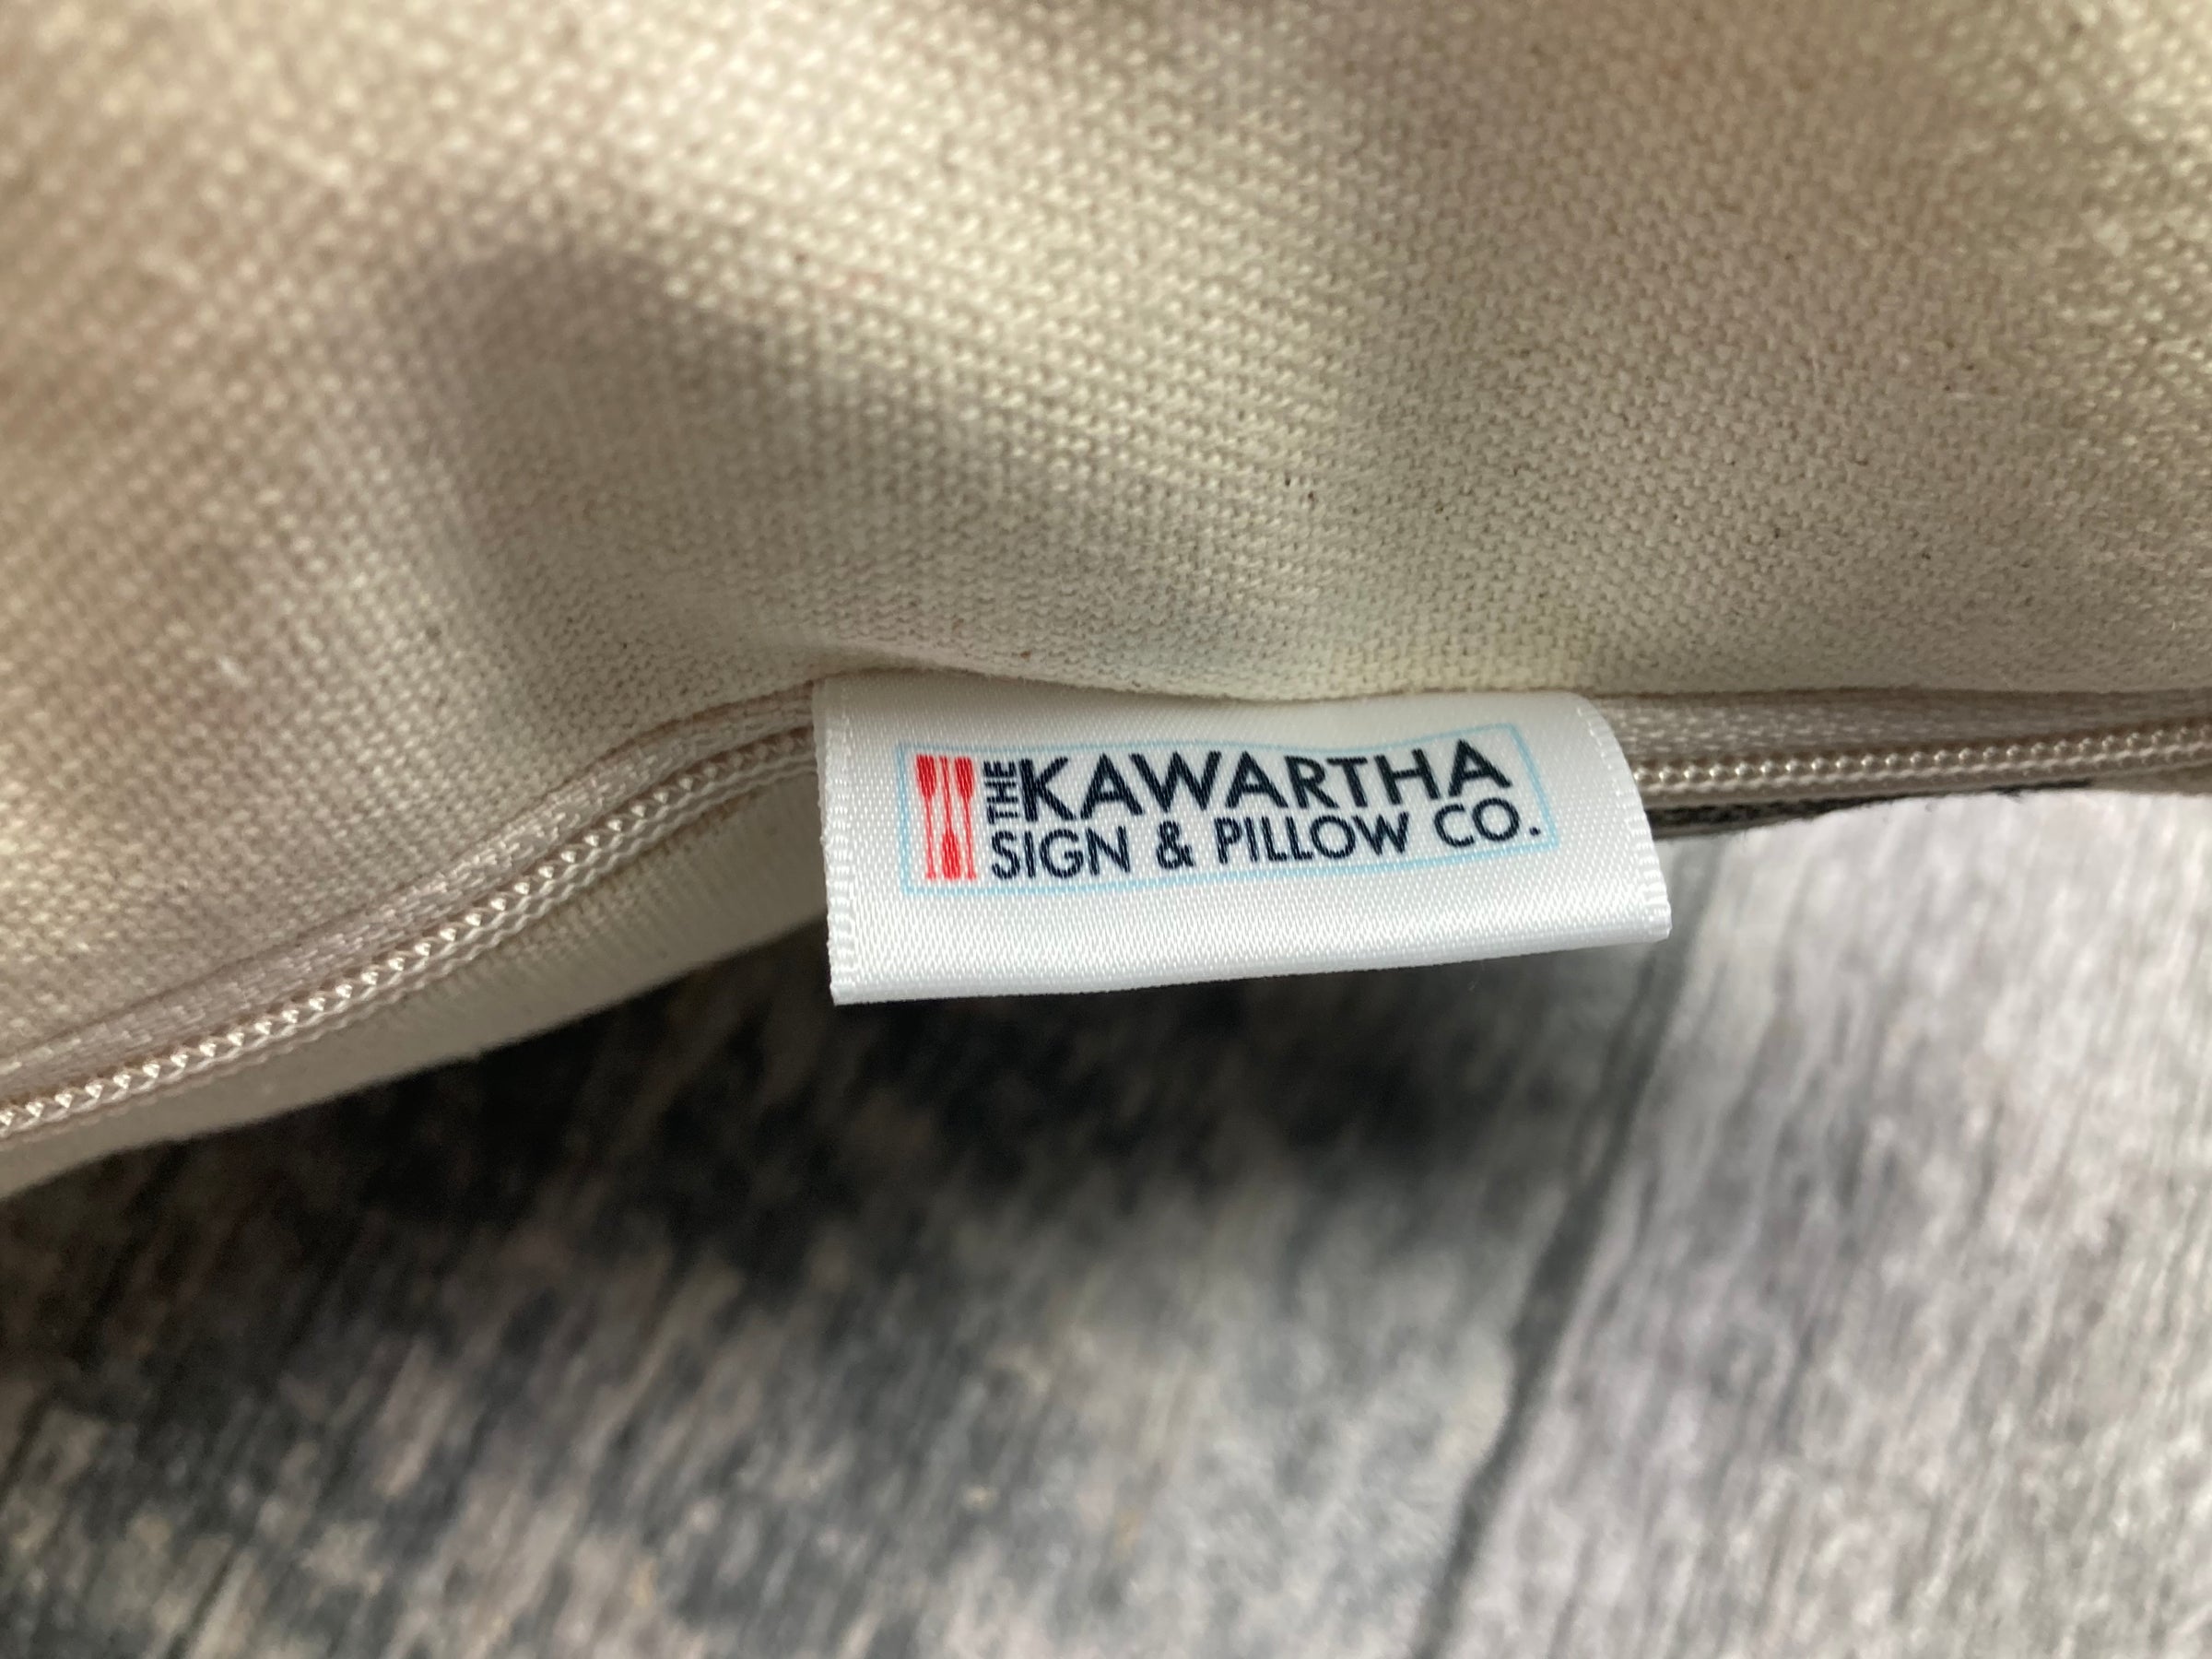 THE KAWARTHA
SIGN & PILLOW CO.